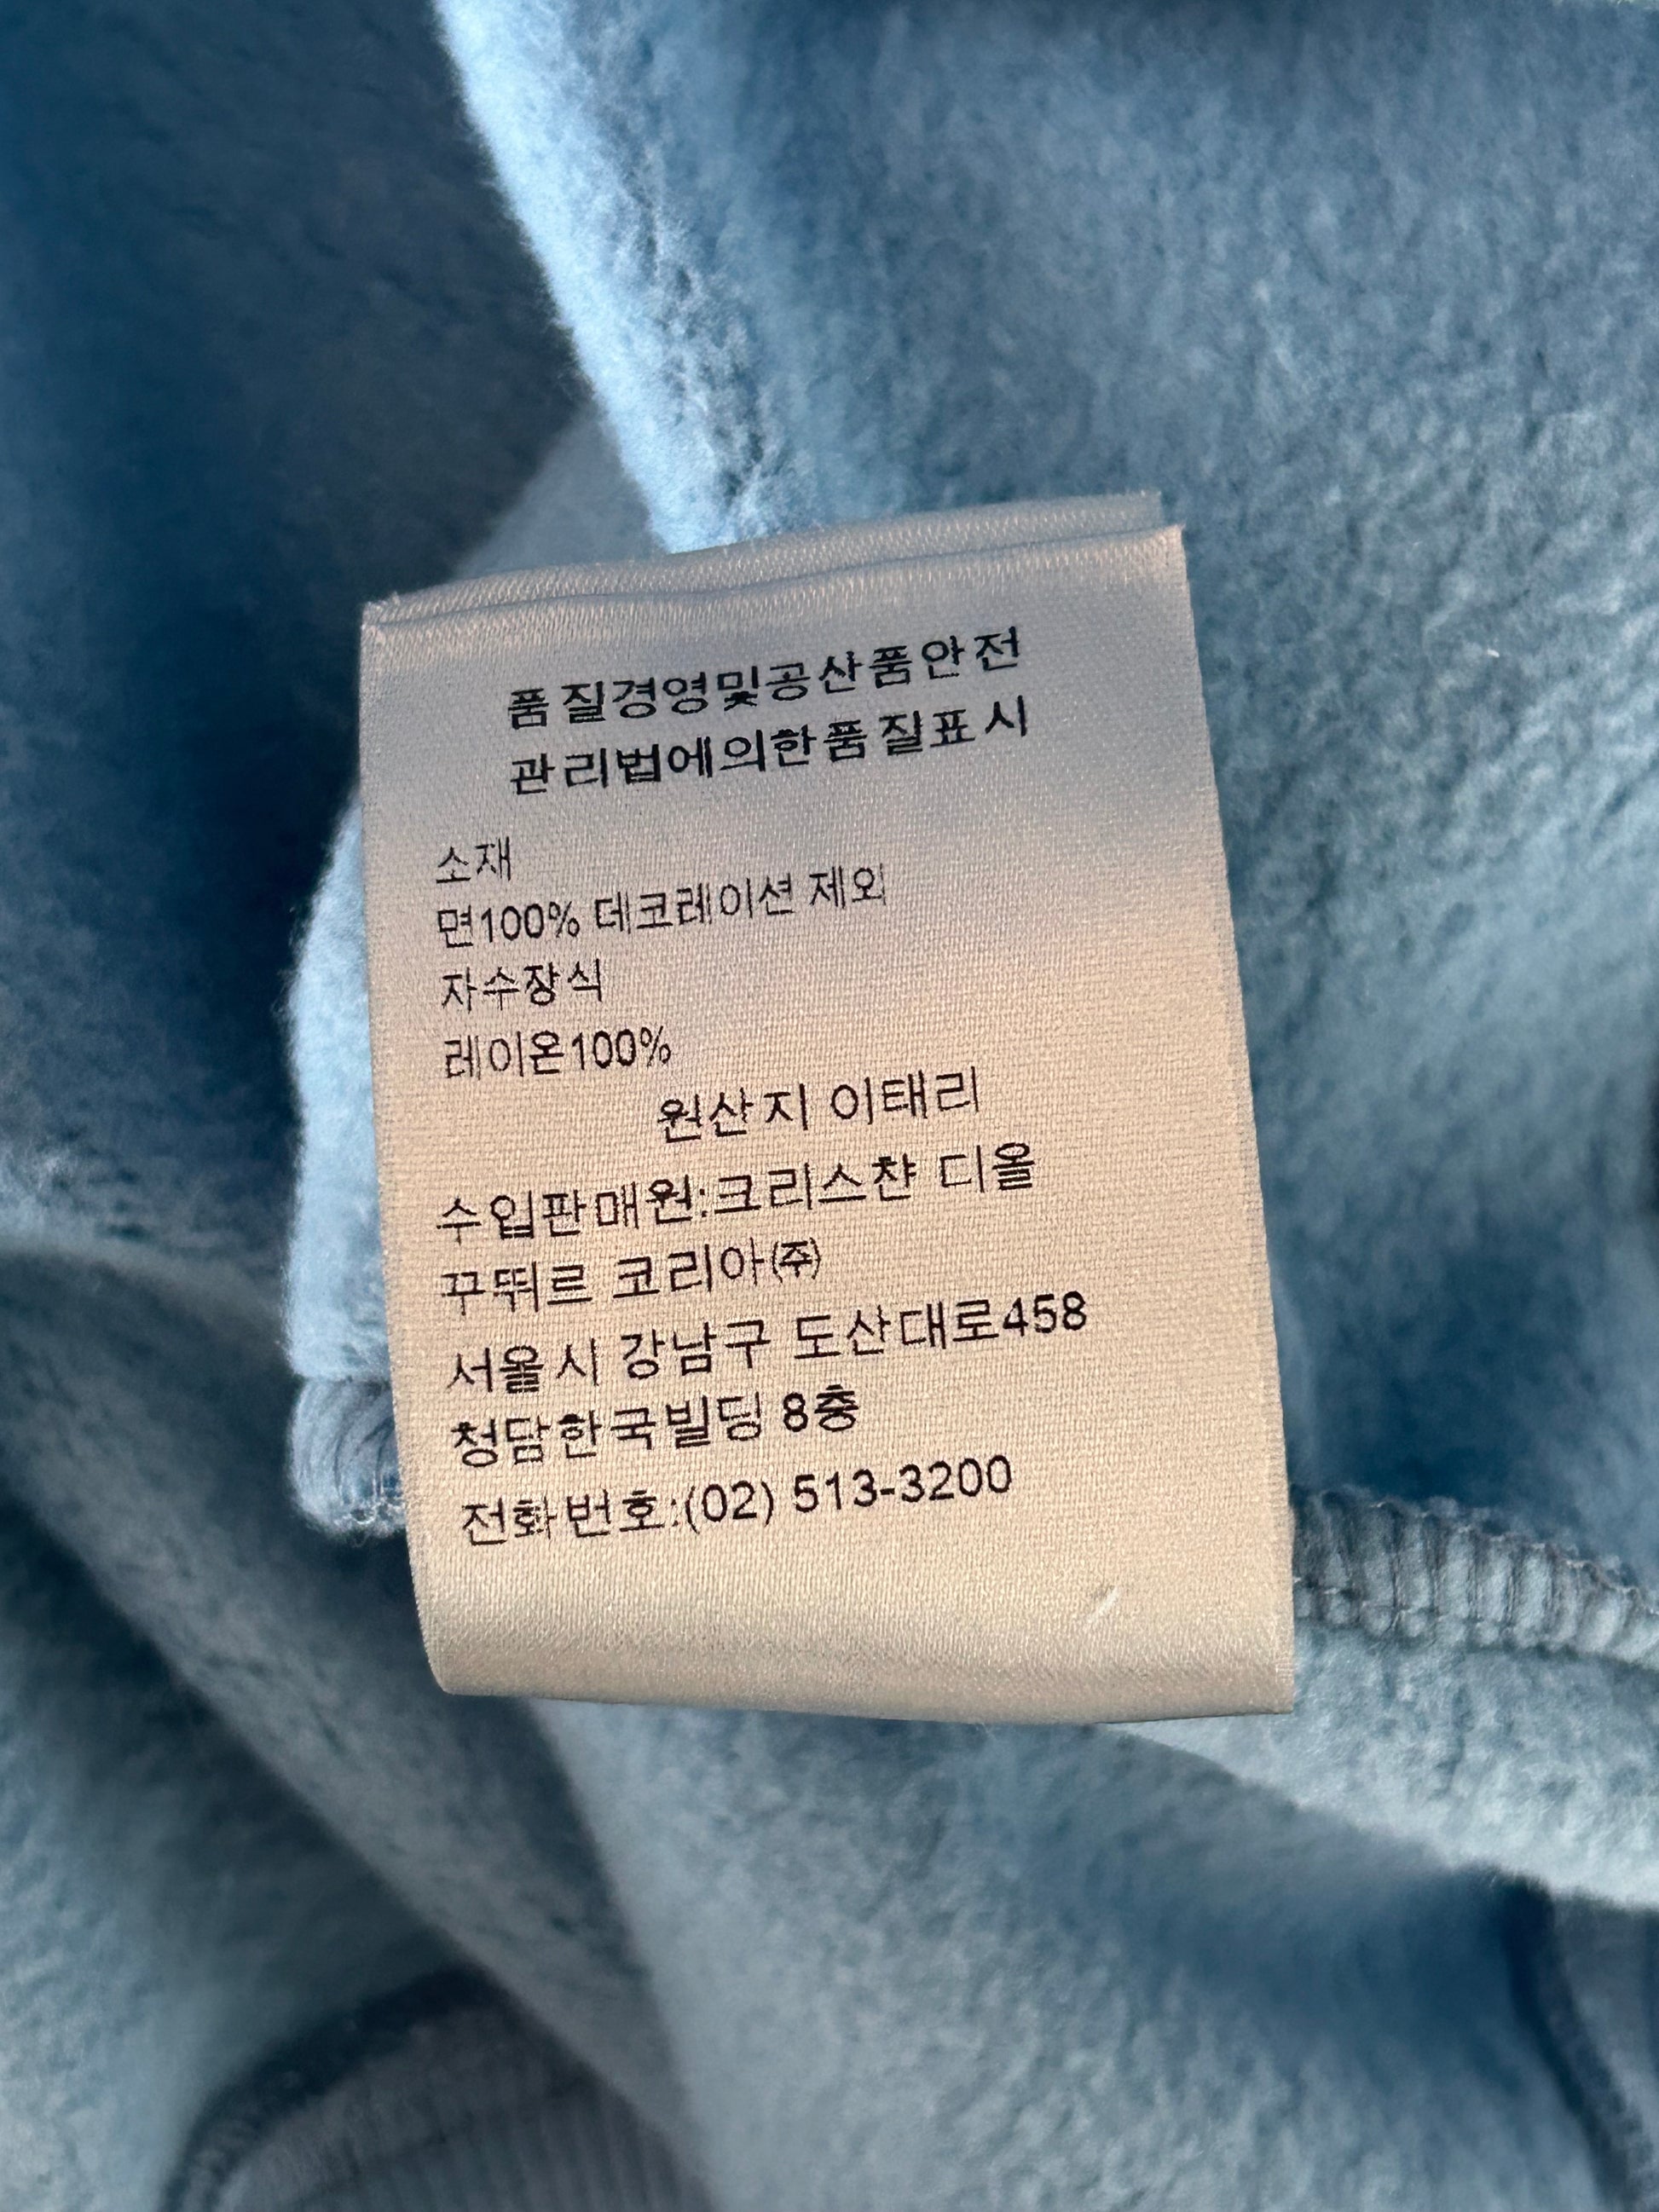 품질경영및공산품안전
관리법에의한품질표시
소재
면100% 데코레이션 제외
자수장식
레이온100%
원산지 이태리
수입판매원:크리스챤 디올
꾸뛰르 코리아㈜
서울시 강남구 도산대로458
청담한국빌딩 8층
전화번호:(02) 513-3200